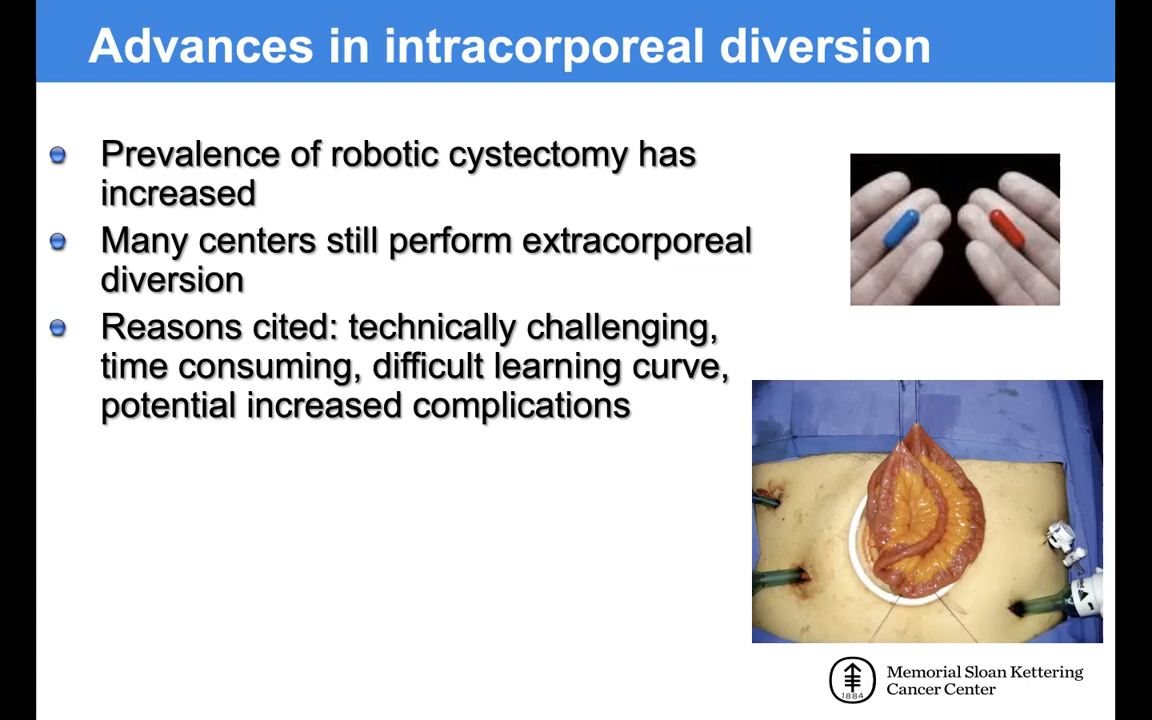 Advances in intracorporeal diversion
Prevalence of robotic cystectomy has
increased
Many centers still perform extracorporeal
diversion
Reasons cited: technically challenging,
time consuming, difficult learning curve,
potential increased complications
1884
Memorial Sloan Kettering
Cancer Center